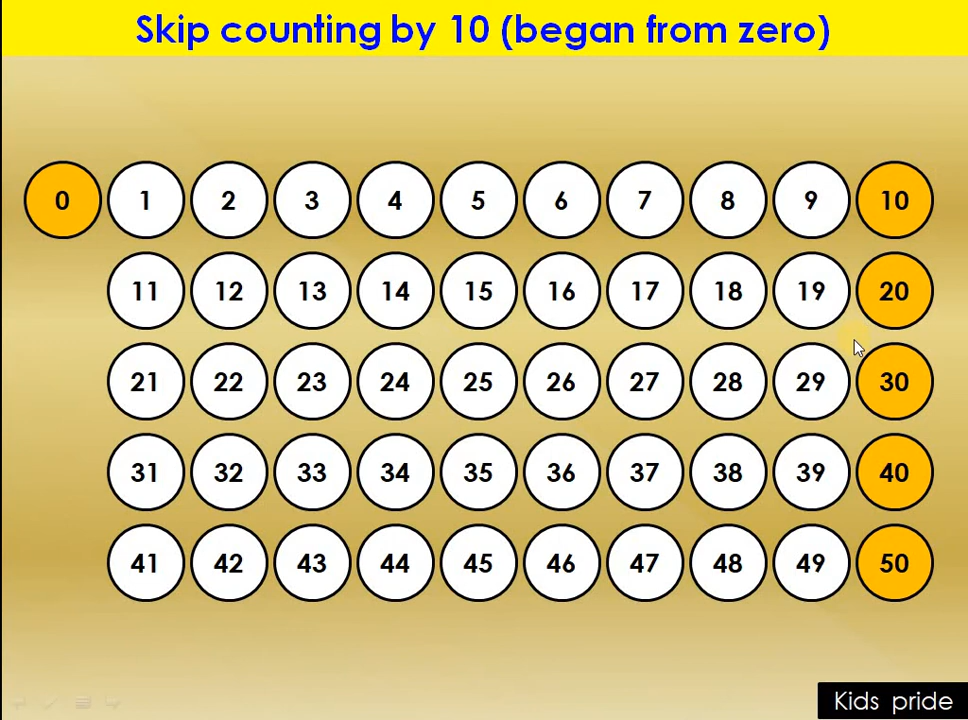 Skip counting by 10 (began from zero)
0 1 2 3 4 5 6 7 8 9 10
11 12 13 14 15 16 17 18 19 20
21 22 23 24 25 26 27 28 29 30
31 32 33 34 35 36 37 38 39 40
41 42 43 44 45 46 47 48 49 50
Kids pride